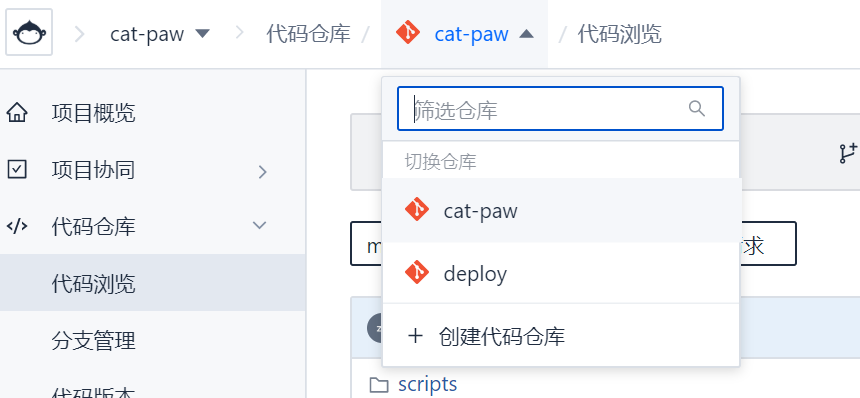 cat-paw
代码仓库 /
cat-paw
/ 代码浏览
项目概览
项目协同
代码仓库
代码浏览
分支管理
代码版本
筛选仓库
切换仓库
cat-paw
deploy
创建代码仓库
求
scripts